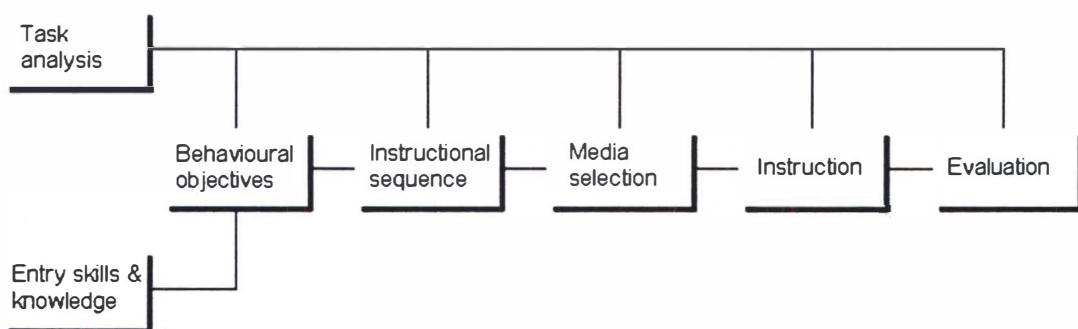 Task
analysis
Behavioural
objectives
Instructional
sequence
Media
selection
Instruction
Evaluation
Entry skills &
knowledge